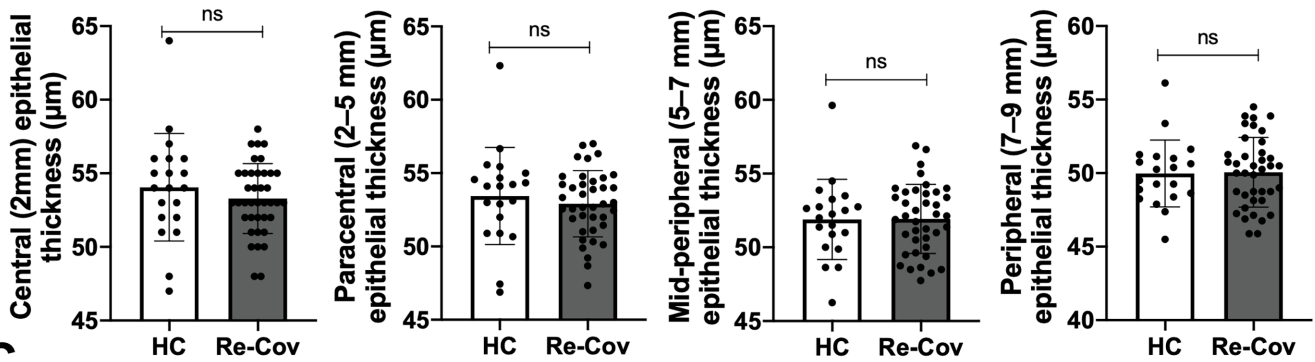 Central (2mm) epithelial
thickness (μm)
65
60
55
50
45
ns
HC
Re-Cov
Paracentral (2–5 mm)
epithelial thickness (μm)
65
60
55
50
45
ns
HC
Re-Cov
Mid-peripheral (5–7 mm)
epithelial thickness (μm)
65
60
55
50
45
ns
HC
Re-Cov
Peripheral (7–9 mm)
epithelial thickness (μm)
60
55
50
45
40
ns
HC
Re-Cov